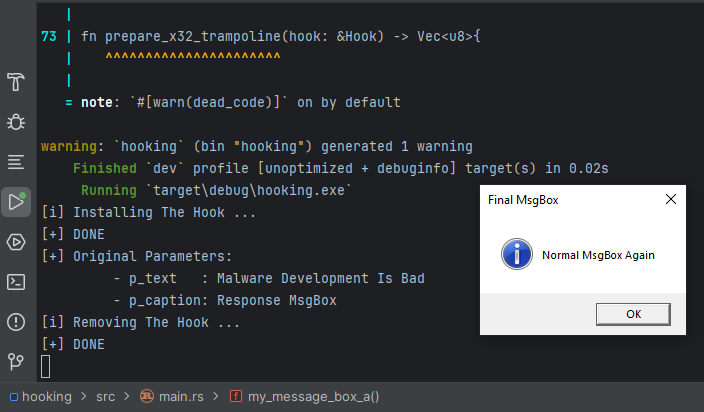 |
73 | fn prepare_x32_trampoline(hook: &Hook) -> Vec<u8>{
| ^^^^^^^^^^^^^^^^^^^^^^
|
= note: `#[warn(dead_code)]` on by default
warning: `hooking` (bin "hooking") generated 1 warning
Finished `dev` profile [unoptimized + debuginfo] target(s) in 0.02s
Running `target\debug\hooking.exe`
[i] Installing The Hook ...
[+] DONE
[+] Original Parameters:
- p_text   : Malware Development Is Bad
- p_caption: Response MsgBox
[i] Removing The Hook ...
[+] DONE
Final MsgBox
Normal MsgBox Again
OK
hooking > src > main.rs > f my_message_box_a()